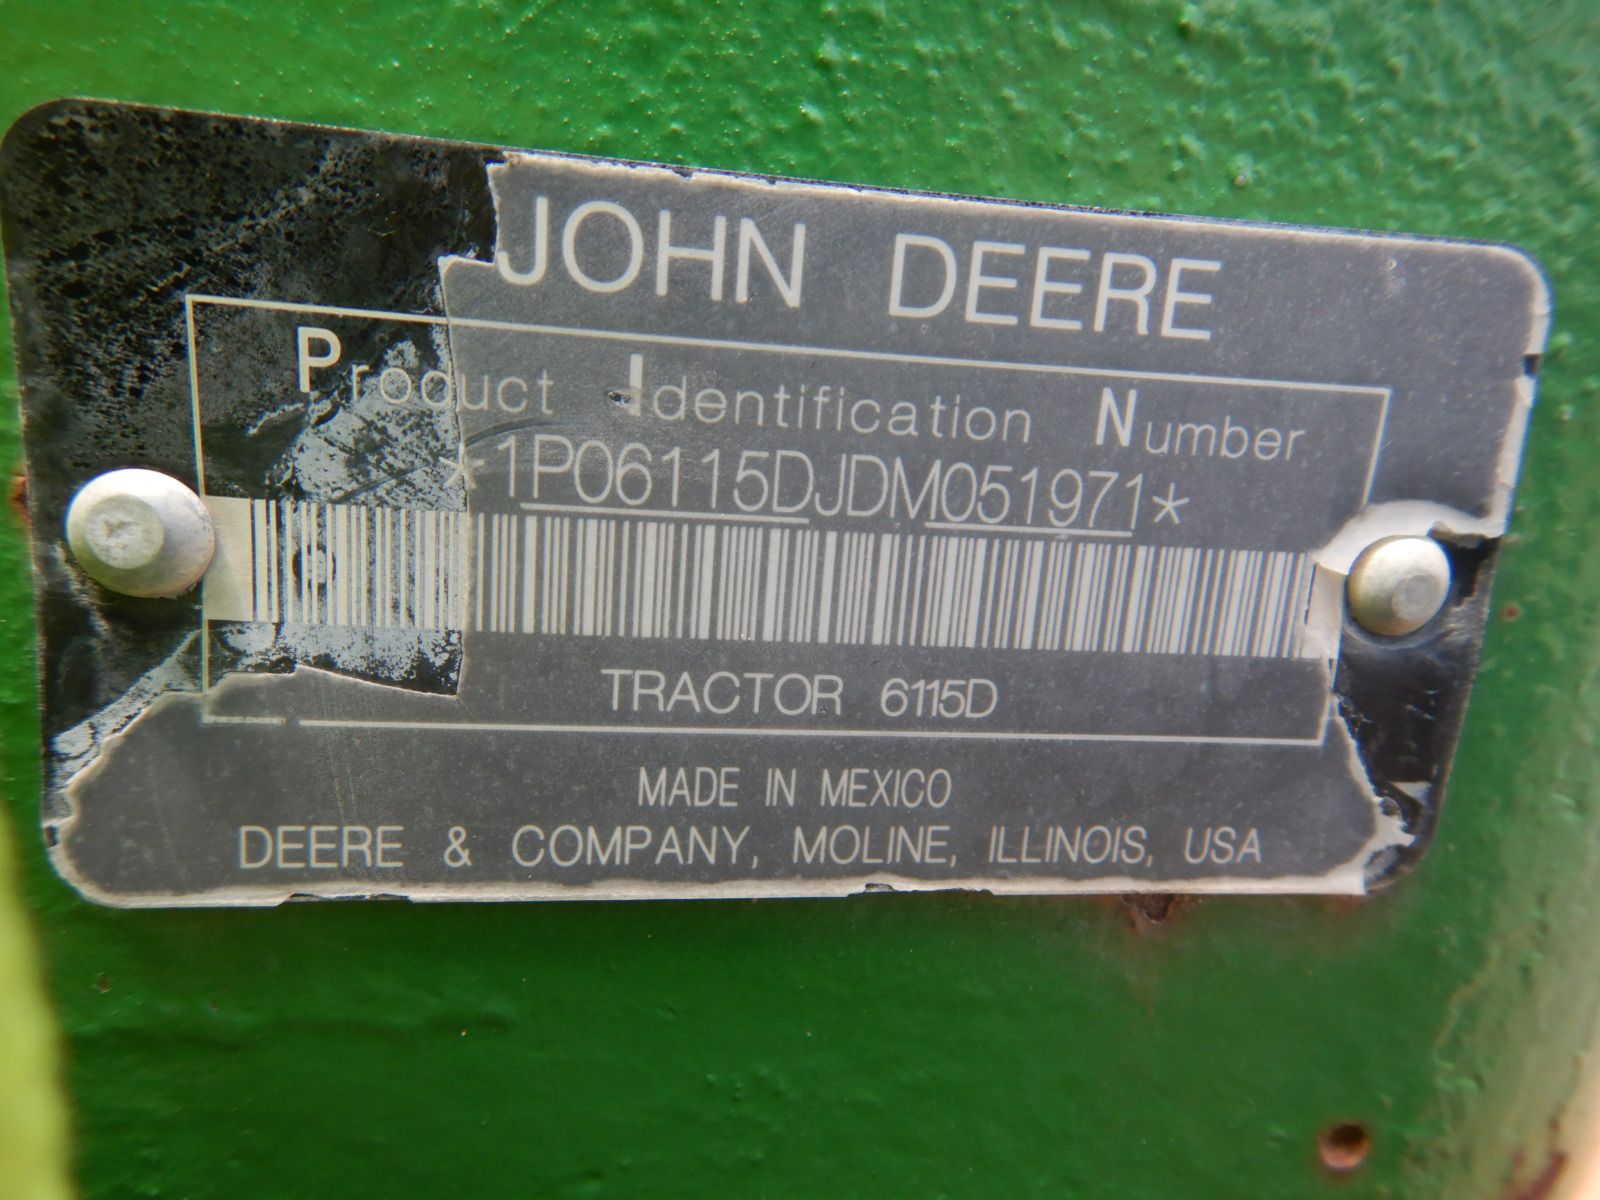 JOHN DEERE
Product Identification Number
*1P06115DJDM051971*
TRACTOR 6115D
MADE IN MEXICO
DEERE & COMPANY, MOLINE, ILLINOIS, USA